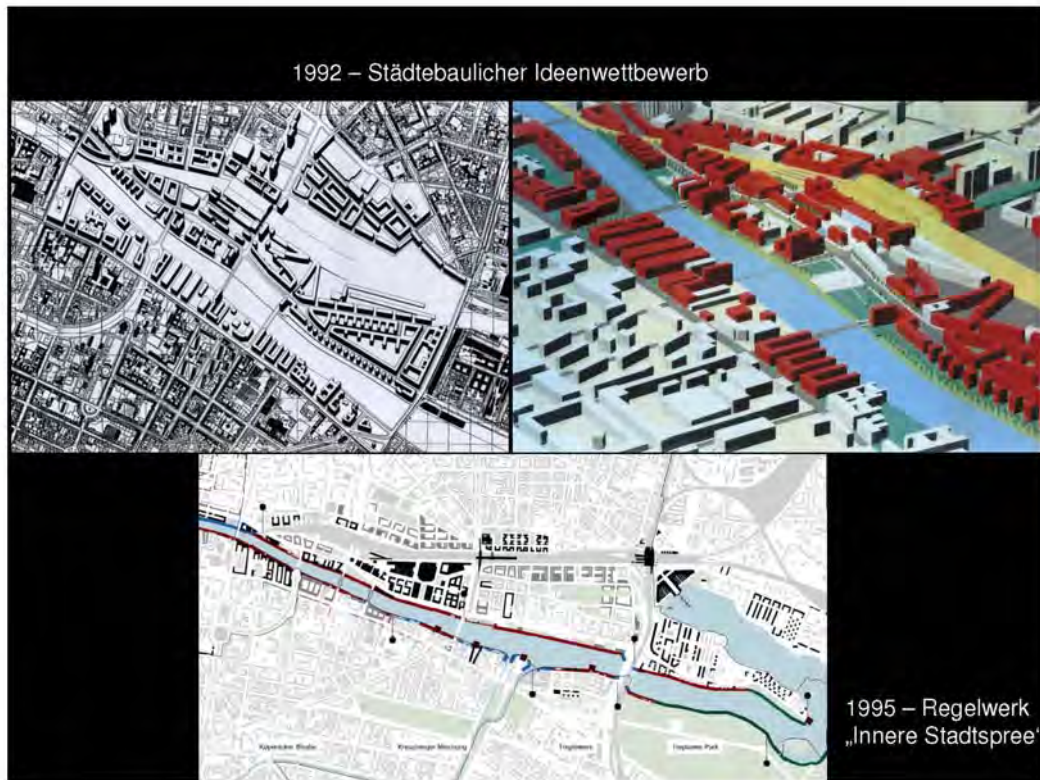 1992 – Städtebaulicher Ideenwettbewerb
Köpenicker Straße
Kreuzberger Mischung
Treptowers
Treptower Park
1995 – Regelwerk
„Innere Stadtspree“